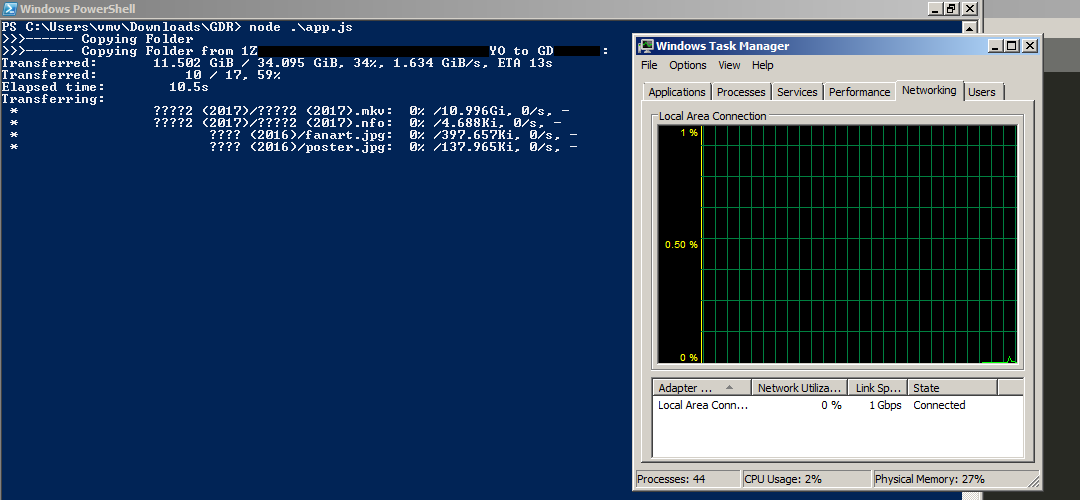 Windows PowerShell
PS C:\Users\vmv\Downloads\GDR> node .\app.js
>>>------ Copying Folder
>>>------ Copying Folder from 1Z YO to GD :
Transferred: 11.502 GiB / 34.095 GiB, 34%, 1.634 GiB/s, ETA 13s
Transferred: 10 / 17, 59%
Elapsed time: 10.5s
Transferring:
* ?????2 (2017)/?????2 (2017).mkv: 0% /10.996Gi, 0/s, -
* ?????2 (2017)/?????2 (2017).nfo: 0% /4.688Ki, 0/s, -
* ???? (2016)/fanart.jpg: 0% /397.657Ki, 0/s, -
* ???? (2016)/poster.jpg: 0% /137.965Ki, 0/s, -
Windows Task Manager
File Options View Help
Applications Processes Services Performance Networking Users
Local Area Connection
1 %
0.50 %
0 %
Adapter ... Network Utiliza... Link Sp... State
Local Area Conn... 0 % 1 Gbps Connected
Processes: 44 CPU Usage: 2% Physical Memory: 27%